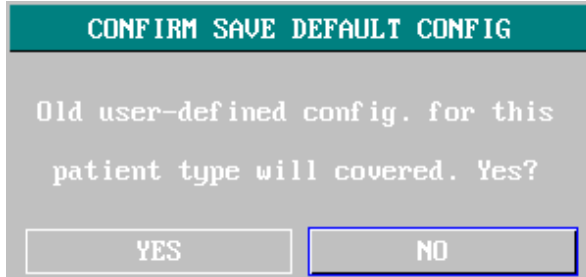 CONFIRM SAVE DEFAULT CONFIG
Old user-defined config. for this
patient type will covered. Yes?
YES NO